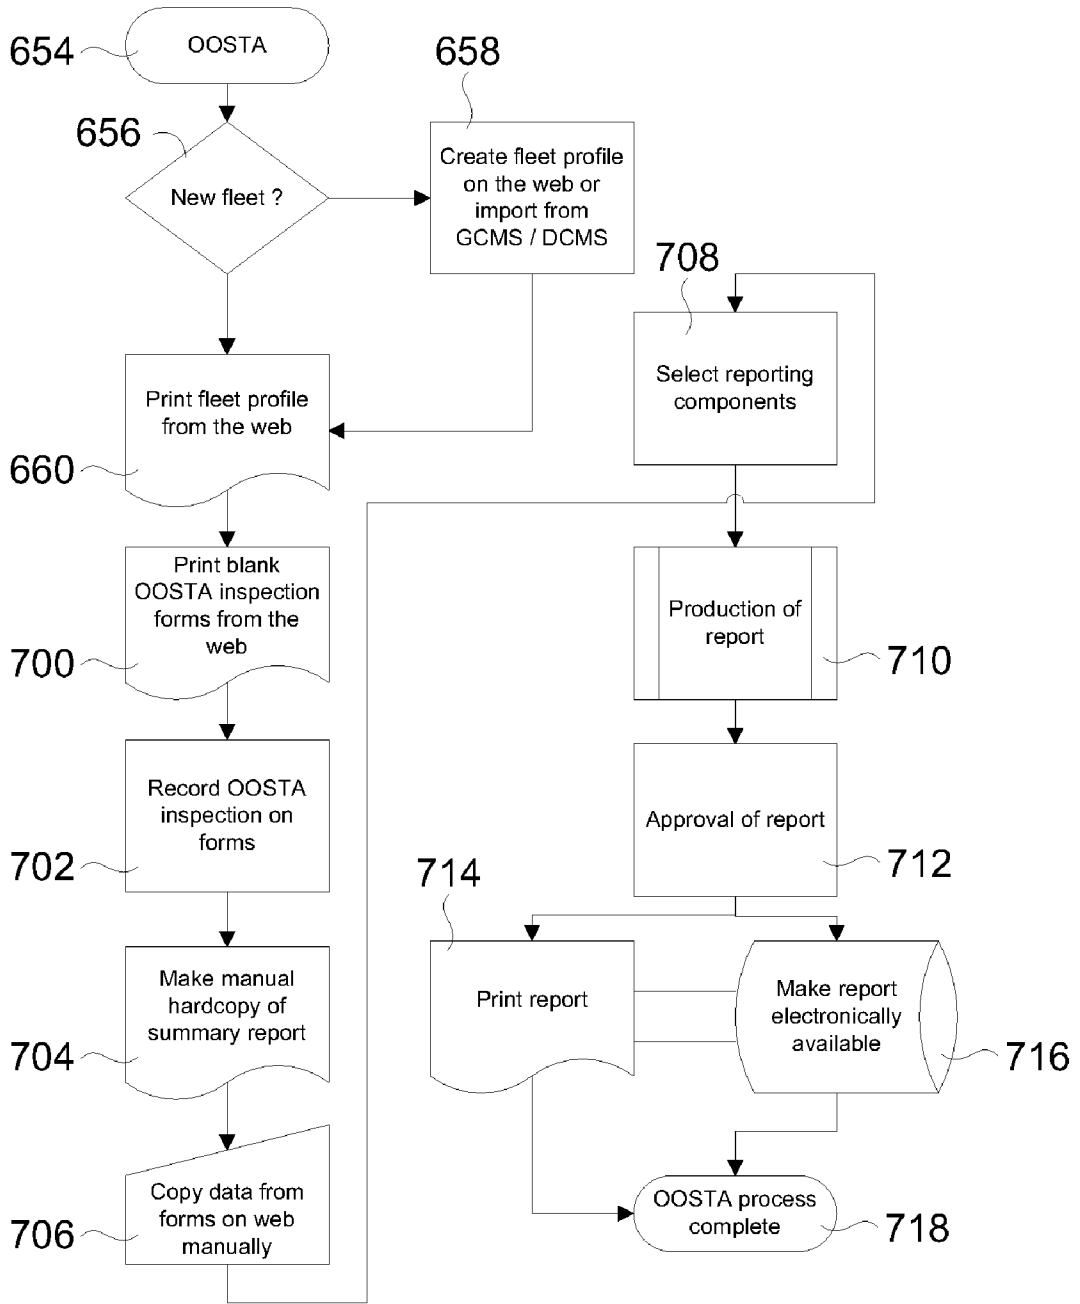 654
OOSTA
656
New fleet ?
658
Create fleet profile
on the web or
import from
GCMS / DCMS
Print fleet profile
from the web
660
Print blank
OOSTA inspection
forms from the
web
700
Record OOSTA
inspection on
forms
702
Make manual
hardcopy of
summary report
704
Copy data from
forms on web
manually
706
708
Select reporting
components
Production of
report
710
Approval of report
712
714
Print report
Make report
electronically
available
716
OOSTA process
complete
718